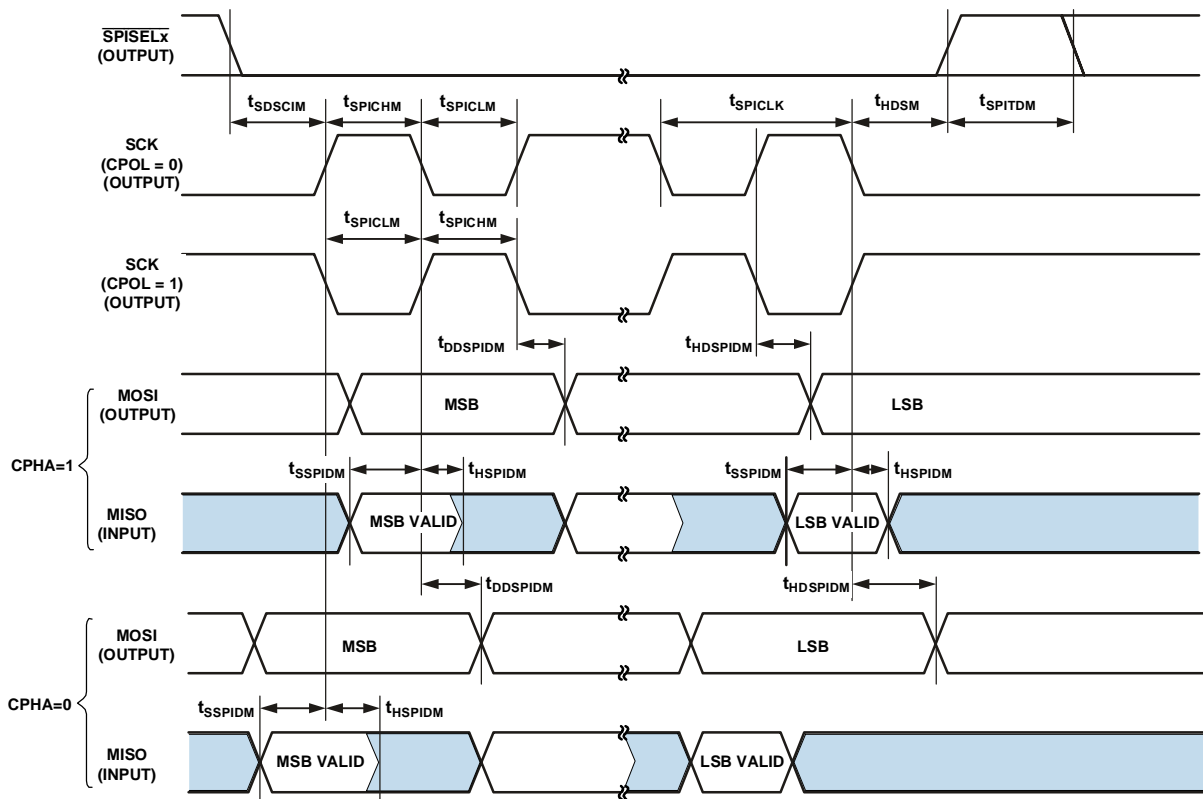 SPISELx
(OUTPUT)
tSDSCIM
tSPICHM
tSPICLM
tSPICLK
tHDSM
tSPITDM
SCK
(CPOL = 0)
(OUTPUT)
tSPICLM
tSPICHM
SCK
(CPOL = 1)
(OUTPUT)
tDDSPIDM
tHDSPIDM
CPHA=1
MOSI
(OUTPUT)
MSB
LSB
tSSPIDM
tHSPIDM
tSSPIDM
tHSPIDM
MISO
(INPUT)
MSB VALID
LSB VALID
tDDSPIDM
tHDSPIDM
CPHA=0
MOSI
(OUTPUT)
MSB
LSB
tSSPIDM
tHSPIDM
MISO
(INPUT)
MSB VALID
LSB VALID